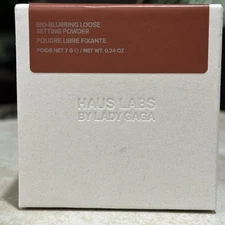 BIO-BLURRING LOOSE
SETTING POWDER
POUDRE LIBRE FIXANTE
POIDS NET 7 G ℮ / NET WT. 0.24 OZ
HAUS LABS
BY LADY GAGA